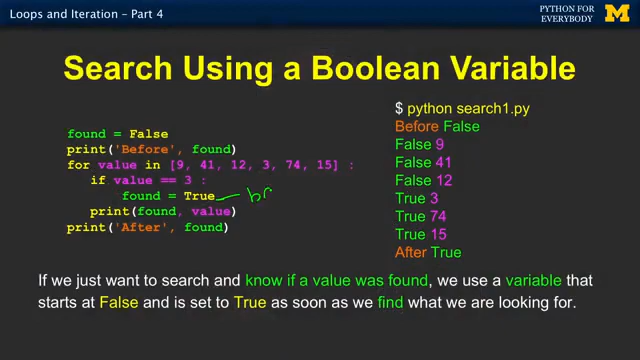 Loops and Iteration – Part 4
PYTHON FOR
EVERYBODY
M
Search Using a Boolean Variable
found = False
print('Before', found)
for value in [9, 41, 12, 3, 74, 15] :
if value == 3 :
found = True
br
print(found, value)
print('After', found)
$ python search1.py
Before False
False 9
False 41
False 12
True 3
True 74
True 15
After True
If we just want to search and know if a value was found, we use a variable that
starts at False and is set to True as soon as we find what we are looking for.